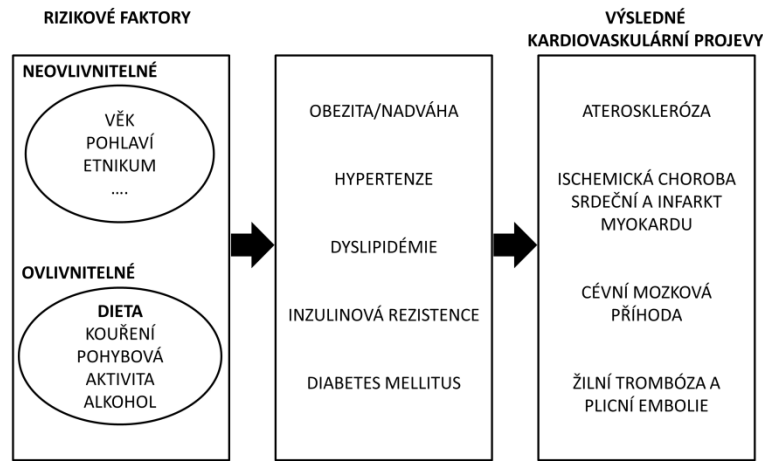 RIZIKOVÉ FAKTORY
NEOVLIVNITELNÉ
VĚK
POHLAVÍ
ETNIKUM
....
OVLIVNITELNÉ
DIETA
KOUŘENÍ
POHYBOVÁ
AKTIVITA
ALKOHOL
OBEZITA/NADVÁHA
HYPERTENZE
DYSLIPIDÉMIE
INZULINOVÁ REZISTENCE
DIABETES MELLITUS
VÝSLEDNÉ
KARDIOVASKULÁRNÍ PROJEVY
ATEROSKLERÓZA
ISCHEMICKÁ CHOROBA
SRDEČNÍ A INFARKT
MYOKARDU
CÉVNÍ MOZKOVÁ
PŘÍHODA
ŽILNÍ TROMBÓZA A
PLICNÍ EMBOLIE